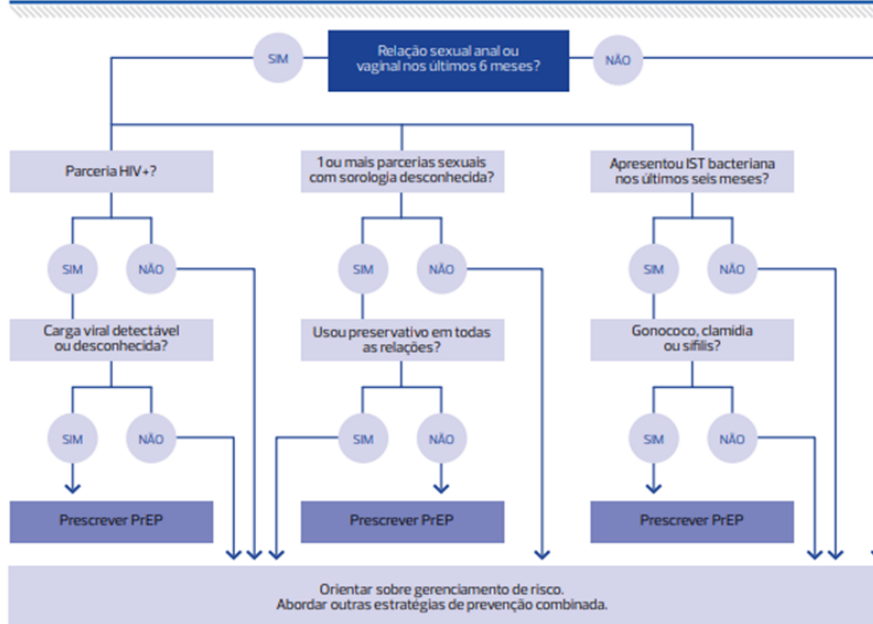 SIM
Relação sexual anal ou
vaginal nos últimos 6 meses?
NÃO
Parceria HIV+?
1 ou mais parcerias sexuais
com sorologia desconhecida?
Apresentou IST bacteriana
nos últimos seis meses?
SIM
NÃO
SIM
NÃO
SIM
NÃO
Carga viral detectável
ou desconhecida?
Usou preservativo em todas
as relações?
Gonococo, clamídia
ou sífilis?
SIM
NÃO
SIM
NÃO
SIM
NÃO
Prescrever PrEP
Prescrever PrEP
Prescrever PrEP
Orientar sobre gerenciamento de risco.
Abordar outras estratégias de prevenção combinada.